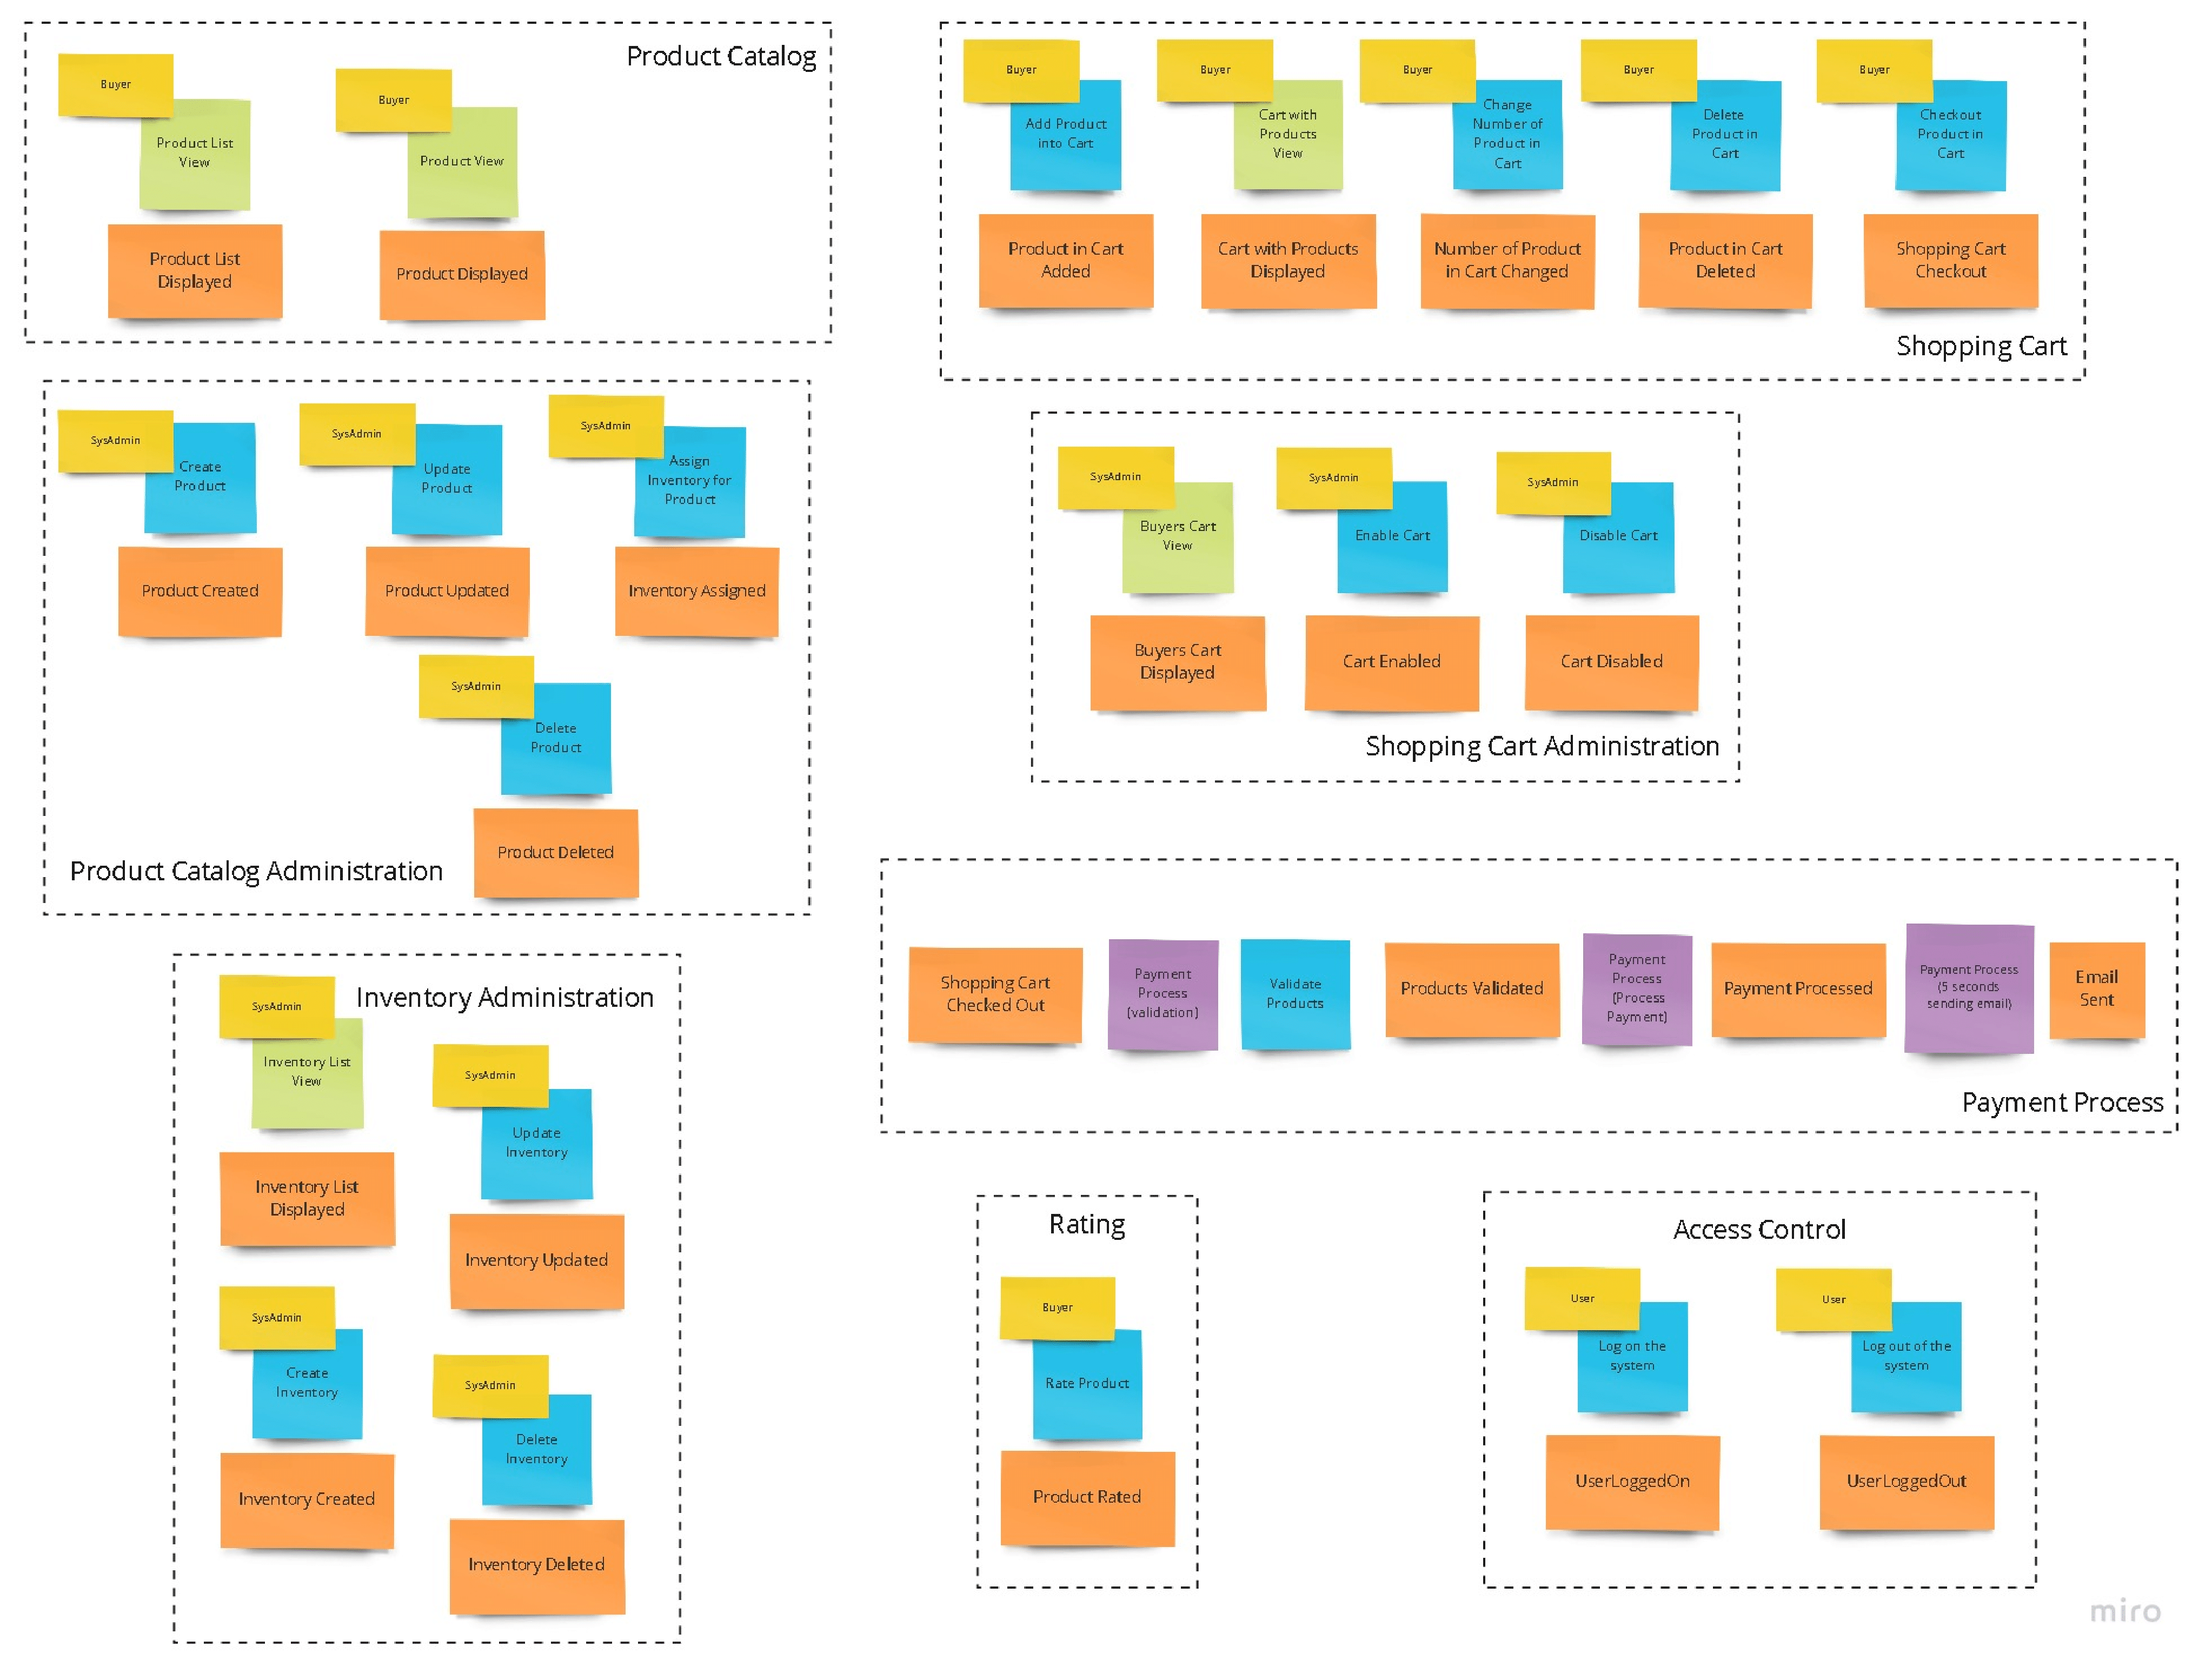 Product Catalog
Buyer
Product List
View
Product List
Displayed
Buyer
Product View
Product Displayed
Buyer
Add Product
into Cart
Product in Cart
Added
Buyer
Cart with
Products
View
Cart with Products
Displayed
Buyer
Change
Number of
Product in
Cart
Number of Product
in Cart Changed
Buyer
Delete
Product in
Cart
Product in Cart
Deleted
Buyer
Checkout
Product in
Cart
Shopping Cart
Checkout
Shopping Cart
SysAdmin
Create
Product
Product Created
SysAdmin
Update
Product
Product Updated
SysAdmin
Assign
Inventory for
Product
Inventory Assigned
SysAdmin
Delete
Product
Product Deleted
Product Catalog Administration
SysAdmin
Buyers Cart
View
Buyers Cart
Displayed
SysAdmin
Enable Cart
Cart Enabled
SysAdmin
Disable Cart
Cart Disabled
Shopping Cart Administration
Shopping Cart
Checked Out
Payment
Process
(validation)
Validate
Products
Products Validated
Payment
Process
(Process
Payment)
Payment Processed
Payment Process
(5 seconds
sending email)
Email
Sent
Payment Process
Inventory Administration
SysAdmin
Inventory List
View
Inventory List
Displayed
SysAdmin
Update
Inventory
Inventory Updated
SysAdmin
Create
Inventory
Inventory Created
SysAdmin
Delete
Inventory
Inventory Deleted
Rating
Buyer
Rate Product
Product Rated
Access Control
User
Log on the
system
UserLoggedOn
User
Log out of the
system
UserLoggedOut
miro